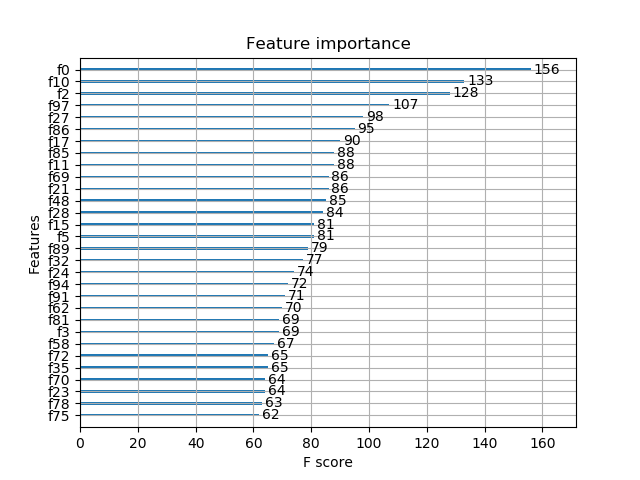 Feature importance
f0 156
f10 133
f2 128
f97 107
f27 98
f86 95
f17 90
f85 88
f11 88
f69 86
f21 86
f48 85
f28 84
f15 81
f5 81
f89 79
f32 77
f24 74
f94 72
f91 71
f62 70
f81 69
f3 69
f58 67
f72 65
f35 65
f70 64
f23 64
f78 63
f75 62
Features
0 20 40 60 80 100 120 140 160
F score